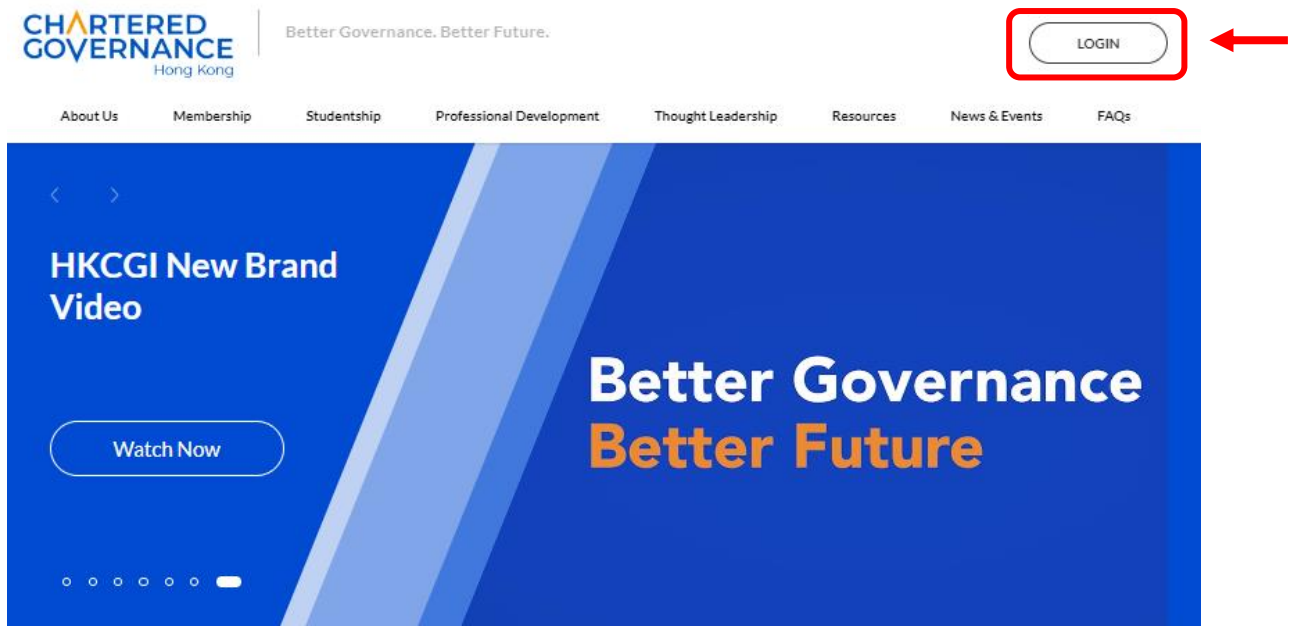 CHARTERED
GOVERNANCE
Hong Kong
Better Governance. Better Future.
LOGIN
About Us Membership Studentship Professional Development Thought Leadership Resources News & Events FAQs
HKCGI New Brand
Video
Watch Now
Better Governance
Better Future